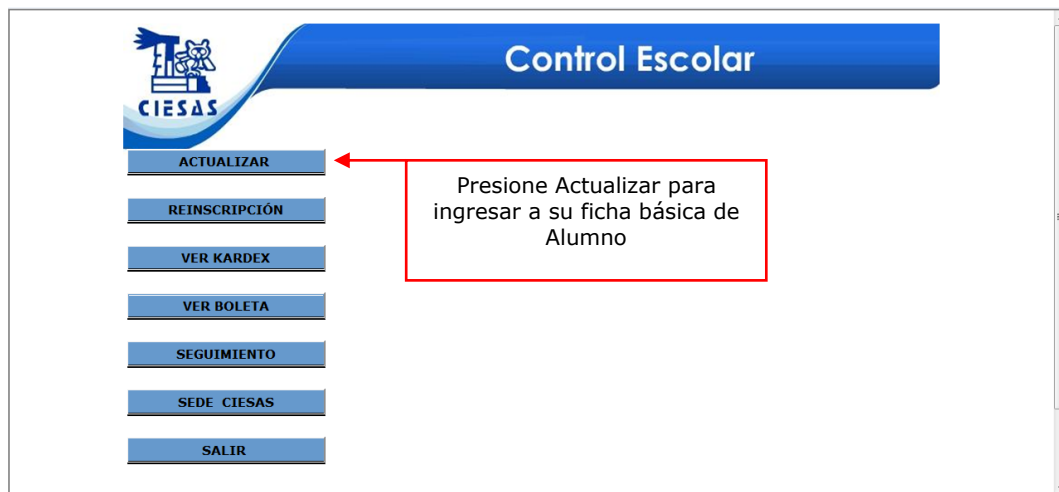 Control Escolar
CIESAS
ACTUALIZAR
Presione Actualizar para
ingresar a su ficha básica de
Alumno
REINSCRIPCIÓN
VER KARDEX
VER BOLETA
SEGUIMIENTO
SEDE CIESAS
SALIR